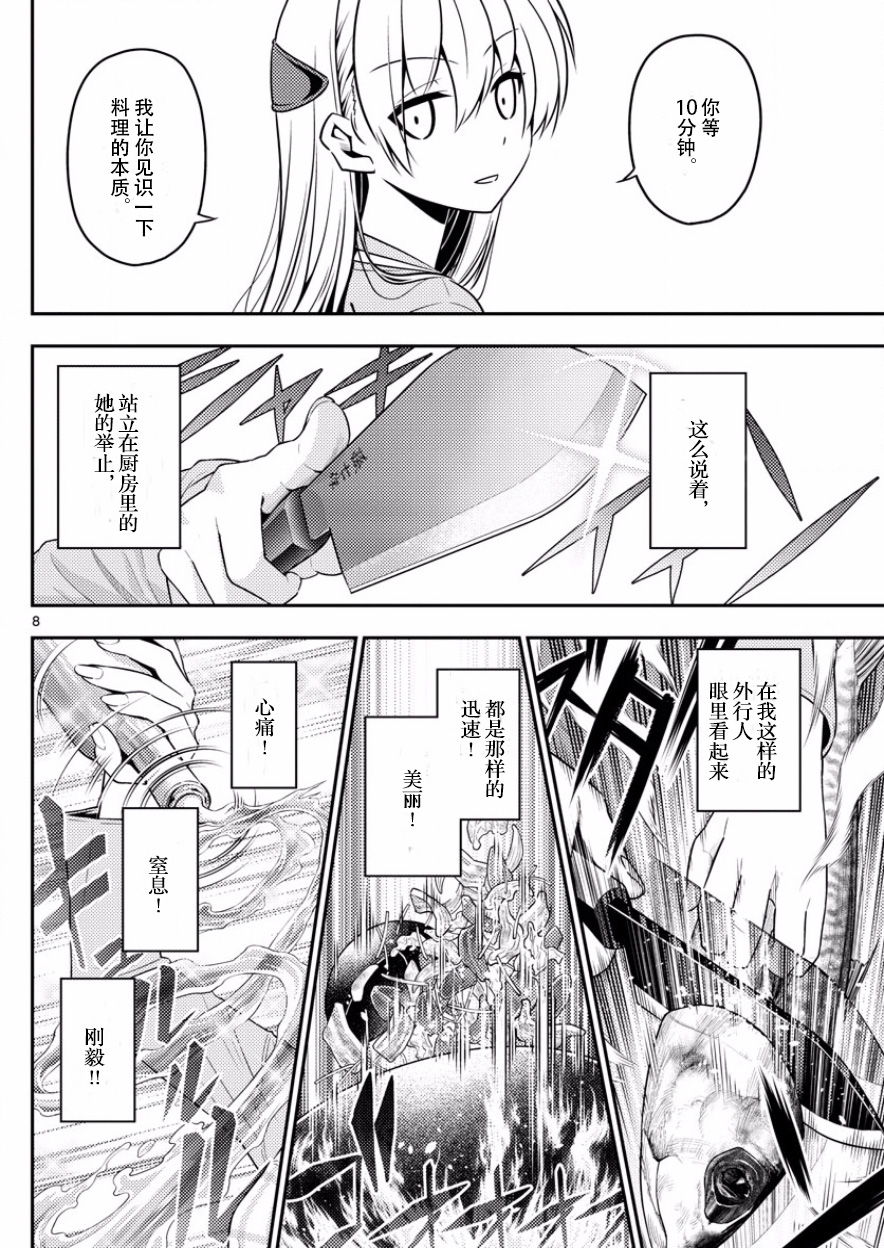 你等
10分钟。
我让你见识一下
料理的本质。
这么说着，
站立在厨房里的
她的举止，
8
在我这样的
外行人
眼里看起来
都是那样的
迅速！
美丽！
心痛！
窒息！
刚毅!!